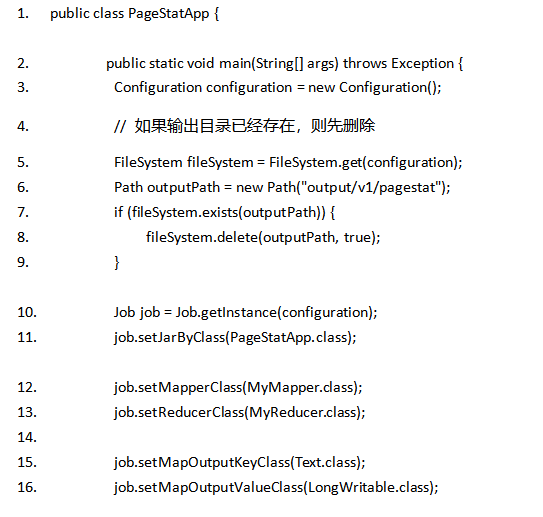 1. public class PageStatApp {
2. public static void main(String[] args) throws Exception {
3. Configuration configuration = new Configuration();
4. // 如果输出目录已经存在，则先删除
5. FileSystem fileSystem = FileSystem.get(configuration);
6. Path outputPath = new Path("output/v1/pagestat");
7. if (fileSystem.exists(outputPath)) {
8. fileSystem.delete(outputPath, true);
9. }
10. Job job = Job.getInstance(configuration);
11. job.setJarByClass(PageStatApp.class);
12. job.setMapperClass(MyMapper.class);
13. job.setReducerClass(MyReducer.class);
14.
15. job.setMapOutputKeyClass(Text.class);
16. job.setMapOutputValueClass(LongWritable.class);